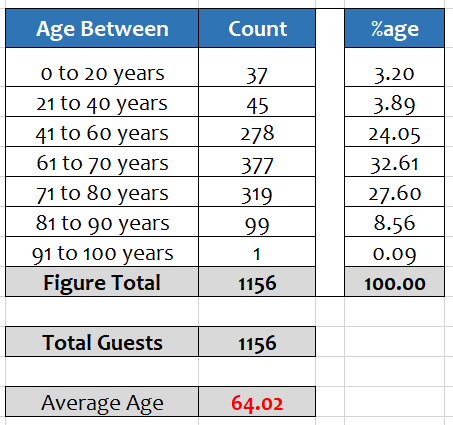 Age Between Count %age
0 to 20 years 37 3.20
21 to 40 years 45 3.89
41 to 60 years 278 24.05
61 to 70 years 377 32.61
71 to 80 years 319 27.60
81 to 90 years 99 8.56
91 to 100 years 1 0.09
Figure Total 1156 100.00
Total Guests 1156
Average Age 64.02